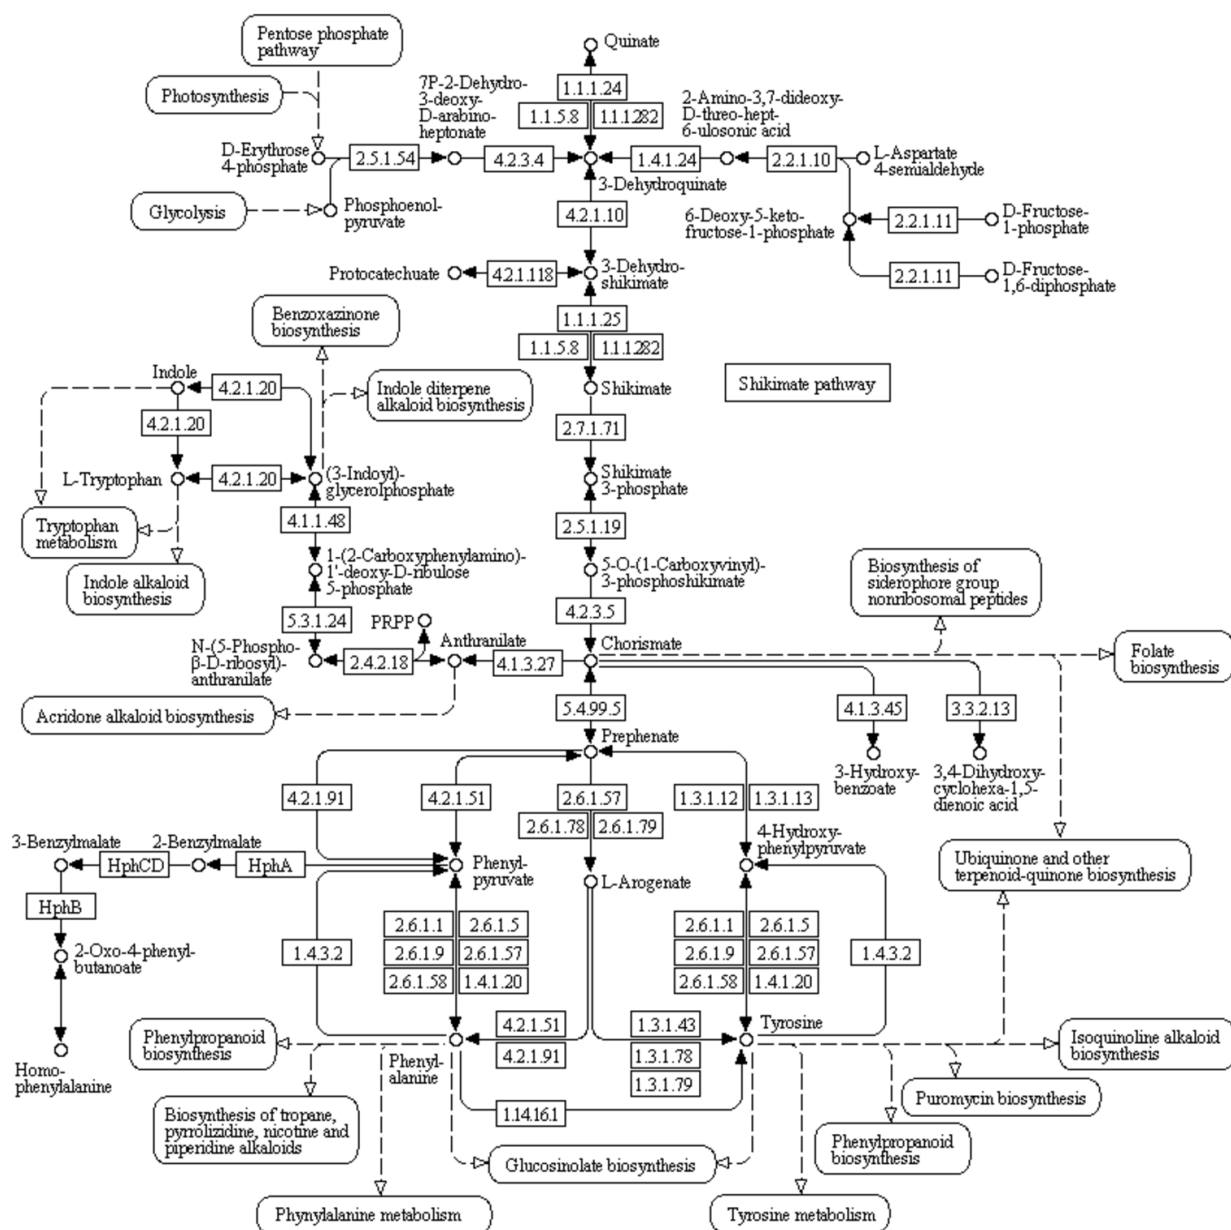 Pentose phosphate
pathway
Quinate
Photosynthesis
7P-2-Dehydro-
3-deoxy-
D-arabino-
heptonate
1.1.1.24
1.1.5.8
1.1.1.282
2-Amino-3,7-dideoxy-
D-threo-hept-
6-ulosonic acid
D-Erythrose
4-phosphate
2.5.1.54
4.2.3.4
1.4.1.24
2.2.1.10
L-Aspartate
4-semialdehyde
3-Dehydroquinate
Glycolysis
Phosphoenol-
pyruvate
4.2.1.10
6-Deoxy-5-keto-
fructose-1-phosphate
2.2.1.11
D-Fructose-
1-phosphate
Protocatechuate
4.2.1.118
3-Dehydro-
shikimate
2.2.1.11
D-Fructose-
1,6-diphosphate
Benzoxazinone
biosynthesis
1.1.1.25
1.1.5.8
1.1.1.282
Indole
4.2.1.20
Indole diterpene
alkaloid biosynthesis
Shikimate
Shikimate pathway
4.2.1.20
2.7.1.71
L-Tryptophan
4.2.1.20
(3-Indoyl)-
glycerolphosphate
Shikimate
3-phosphate
Tryptophan
metabolism
4.1.1.48
2.5.1.19
Indole alkaloid
biosynthesis
1-(2-Carboxyphenylamino)-
1'-deoxy-D-ribulose
5-phosphate
5-O-(1-Carboxyvinyl)-
3-phosphoshikimate
Biosynthesis of
siderophore group
nonribosomal peptides
5.3.1.24
PRPP
4.2.3.5
N-(5-Phospho-
β-D-ribosyl)-
anthranilate
2.4.2.18
Anthranilate
4.1.3.27
Chorismate
Folate
biosynthesis
Acridone alkaloid biosynthesis
5.4.99.5
4.1.3.45
3.3.2.13
Prephenate
3-Hydroxy-
benzoate
3,4-Dihydroxy-
cyclohexa-1,5-
dienoic acid
4.2.1.91
4.2.1.51
2.6.1.57
1.3.1.12
1.3.1.13
2.6.1.78
2.6.1.79
3-Benzylmalate
2-Benzylmalate
4-Hydroxy-
phenylpyruvate
HphCD
HphA
Phenyl-
pyruvate
L-Arogenate
Ubiquinone and other
terpenoid-quinone biosynthesis
HphB
2-Oxo-4-phenyl-
butanoate
1.4.3.2
2.6.1.1
2.6.1.5
2.6.1.9
2.6.1.57
2.6.1.58
1.4.1.20
2.6.1.1
2.6.1.5
2.6.1.9
2.6.1.57
2.6.1.58
1.4.1.20
1.4.3.2
Homo-
phenylalanine
Phenylpropanoid
biosynthesis
Phenyl-
alanine
4.2.1.51
4.2.1.91
1.3.1.43
1.3.1.78
1.3.1.79
Tyrosine
Isoquinoline alkaloid
biosynthesis
Biosynthesis of tropane,
pyrrolizidine, nicotine and
piperidine alkaloids
1.14.16.1
Puromycin biosynthesis
Phenylpropanoid
biosynthesis
Glucosinolate biosynthesis
Phynylalanine metabolism
Tyrosine metabolism